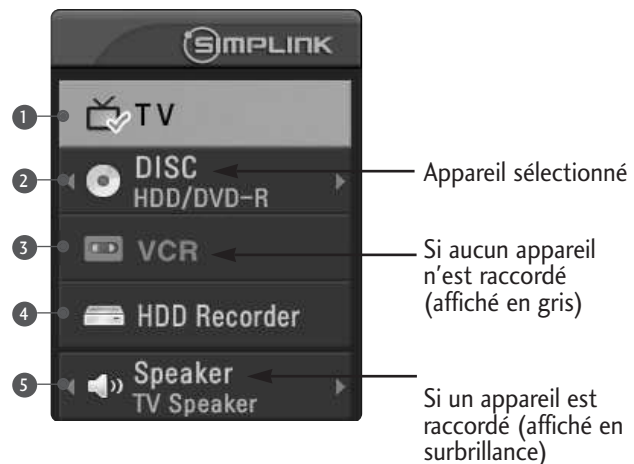 SIMPLINK
1 TV
2 DISC
HDD/DVD-R
Appareil sélectionné
3 VCR
Si aucun appareil
n'est raccordé
(affiché en gris)
4 HDD Recorder
5 Speaker
TV Speaker
Si un appareil est
raccordé (affiché en
surbrillance)